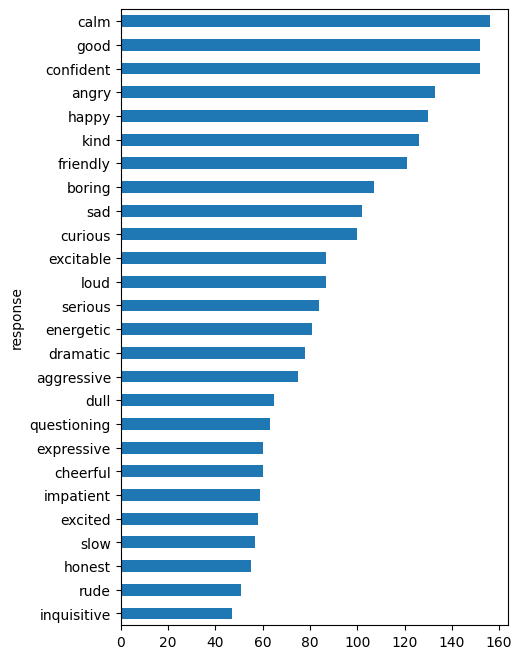 calm
good
confident
angry
happy
kind
friendly
boring
sad
curious
excitable
loud
serious
energetic
dramatic
aggressive
dull
questioning
expressive
cheerful
impatient
excited
slow
honest
rude
inquisitive
response
0 20 40 60 80 100 120 140 160